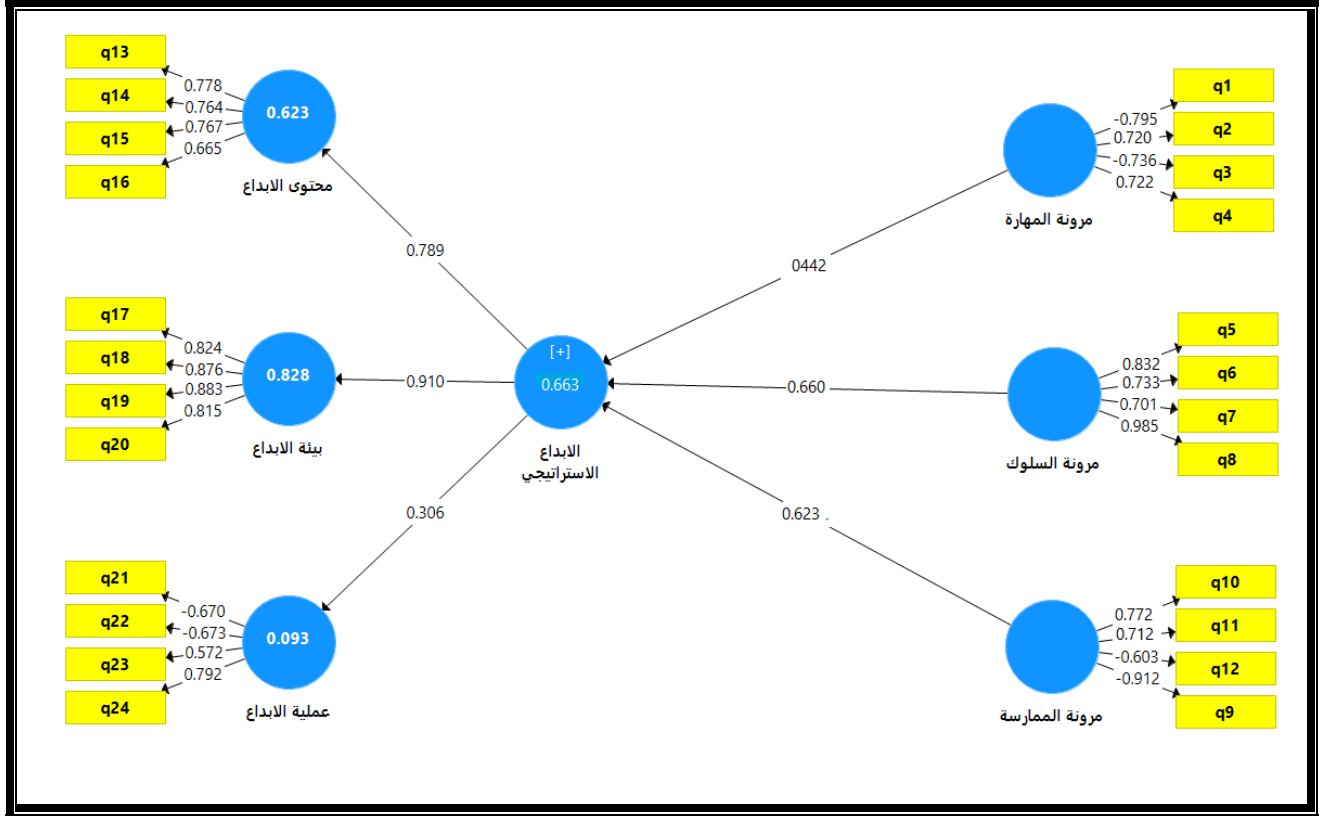 q13
q14
q15
q16
0.778
0.764
0.767
0.665
0.623
محتوى الابداع
q17
q18
q19
q20
0.824
0.876
0.883
0.815
0.828
بيئة الابداع
q21
q22
q23
q24
-0.670
-0.673
0.572
0.792
0.093
عملية الابداع
0.789
0.910
0.306
[+]
0.663
الابداع
الاستراتيجي
0442
-0.660
0.623 .
مرونة المهارة
-0.795
0.720
-0.736
0.722
q1
q2
q3
q4
مرونة السلوك
0.832
0.733
0.701
0.985
q5
q6
q7
q8
مرونة الممارسة
0.772
0.712
-0.603
-0.912
q10
q11
q12
q9